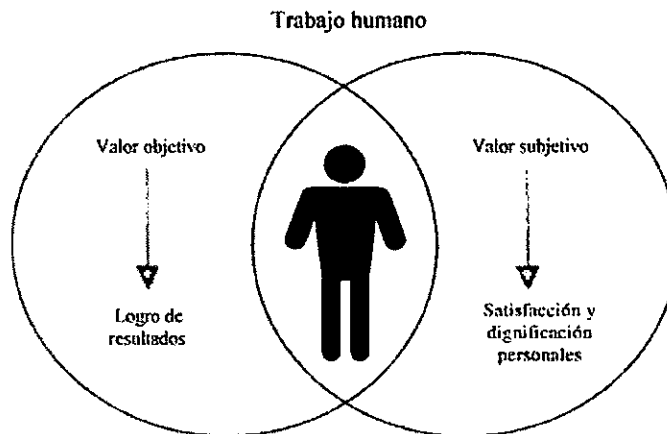 Trabajo humano
Valor objetivo
Logro de
resultados
Valor subjetivo
Satisfacción y
dignificación
personales